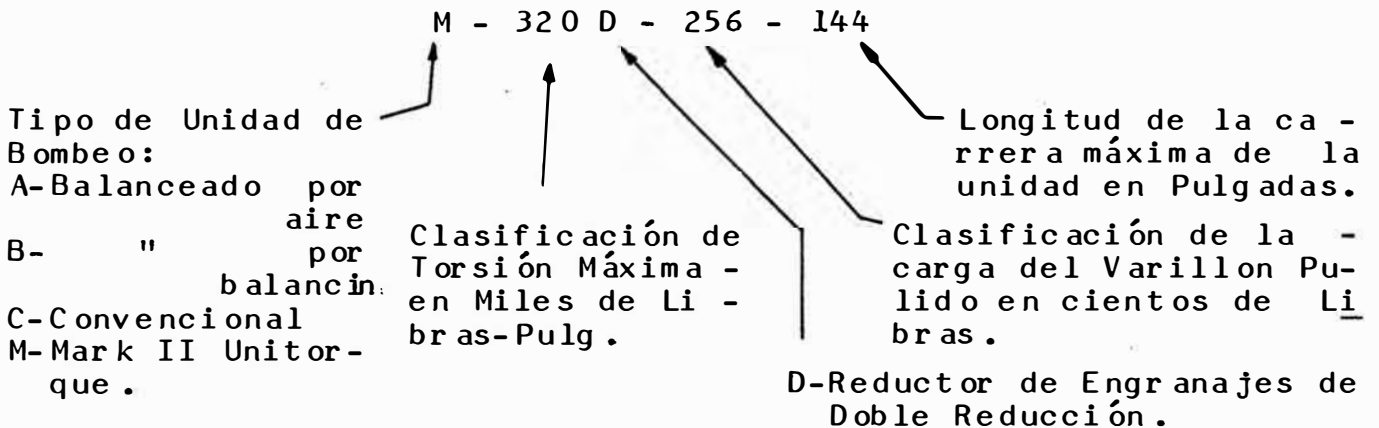 M - 320 D - 256 - 144
Tipo de Unidad de
Bombeo:
A-Balanceado por
aire
B- " por
balancin.
C-Convencional
M-Mark II Unitor-
que.
Clasificación de
Torsión Máxima -
en Miles de Li -
bras-Pulg.
D-Reductor de Engranajes de
Doble Reducción.
Clasificación de la -
carga del Varillon Pu-
lido en cientos de Li
bras.
Longitud de la ca -
rrera máxima de la
unidad en Pulgadas.